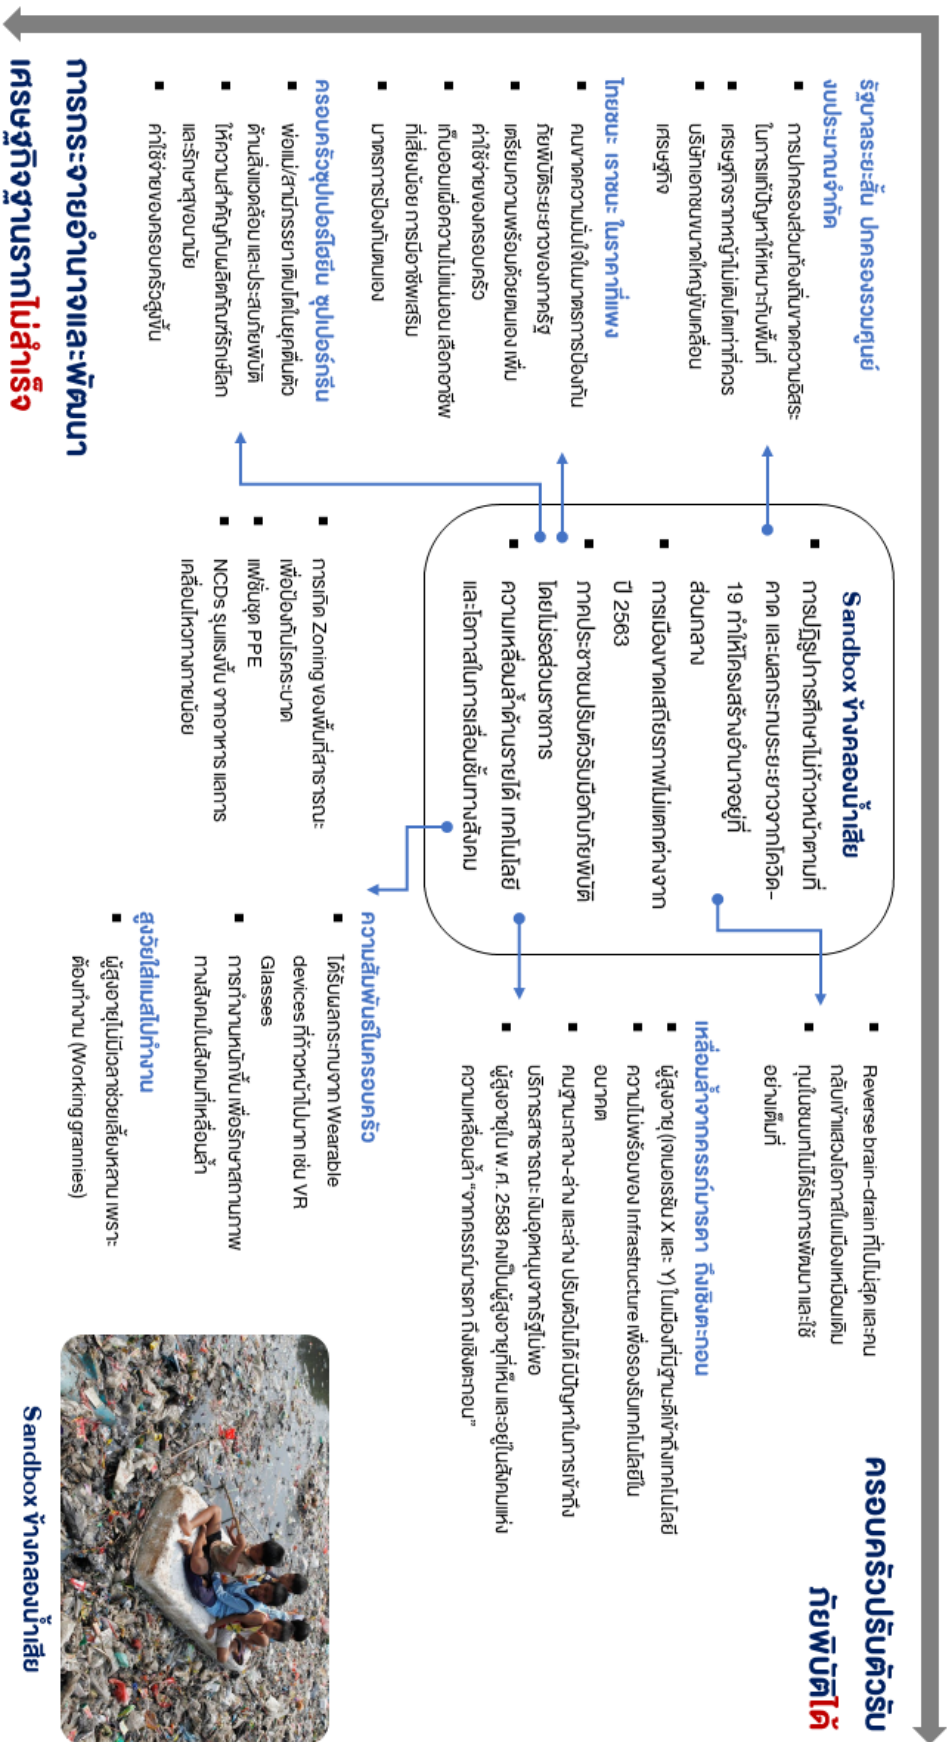 ครอบครัวปรับตัวรับ
ภัยพิบัติได้
รัฐบาลระยะสั้น ปกครองรวมศูนย์
งบประมาณจำกัด
▪ การปกครองส่วนท้องถิ่นขาดความอิสระ
ในการแก้ปัญหาให้เหมาะกับพื้นที่
▪ เศรษฐกิจรากหญ้าไม่เติบโตเท่าที่ควร
▪ บริษัทเอกชนขนาดใหญ่ขับเคลื่อน
เศรษฐกิจ
ไทยชนะ เราชนะ ในราคาที่แพง
▪ คนขาดความมั่นใจในมาตรการป้องกัน
ภัยพิบัติระยะยาวของภาครัฐ
▪ เตรียมความพร้อมด้วยตนเอง เพิ่ม
ค่าใช้จ่ายของครอบครัว
▪ เก็บออมเผื่อความไม่แน่นอน เลือกอาชีพ
ที่เสี่ยงน้อย การมีอาชีพเสริม
▪ มาตรการป้องกันตนเอง
ครอบครัวซุปเปอร์ไฮยีน ซุปเปอร์กรีน
▪ พ่อแม่/สามีภรรยา เติบโตในยุคตื่นตัว
ด้านสิ่งแวดล้อม และประสบภัยพิบัติ
▪ ให้ความสำคัญกับผลิตภัณฑ์รักษ์โลก
และรักษาสุขอนามัย
▪ ค่าใช้จ่ายของครอบครัวสูงขึ้น
Sandbox ข้างคลองน้ำเสีย
▪ การปฏิรูปการศึกษาไม่ก้าวหน้าตามที่
คาด และผลกระทบระยะยาวจากโควิด-
19 ทำให้โครงสร้างอำนาจอยู่ที่
ส่วนกลาง
▪ การเมืองขาดเสถียรภาพไม่แตกต่างจาก
ปี 2563
▪ ภาคประชาชนปรับตัวรับมือกับภัยพิบัติ
โดยไม่รอส่วนราชการ
▪ ความเหลื่อมล้ำด้านรายได้ เทคโนโลยี
และโอกาสในการเลื่อนชั้นทางสังคม
▪ การเกิด Zoning ของพื้นที่สาธารณะ
เพื่อป้องกันโรคระบาด
▪ แฟชั่นชุด PPE
▪ NCDs รุนแรงขึ้น จากอาหาร และการ
เคลื่อนไหวทางกายน้อย
▪ Reverse brain-drain ที่ไปไม่สุด และคน
กลับเข้าแสวงโอกาสในเมืองเหมือนเดิม
▪ ทุนในชนบทไม่ได้รับการพัฒนาและใช้
อย่างเต็มที่
เหลื่อมล้ำจากครรภ์มารดา ถึงเชิงตะกอน
▪ ผู้สูงอายุ (เจเนอเรชัน X และ Y) ในเมืองที่มีฐานะดีเข้าถึงเทคโนโลยี
▪ ความไม่พร้อมของ Infrastructure เพื่อรองรับเทคโนโลยีใน
อนาคต
▪ คนฐานะกลาง-ล่าง และล่าง ปรับตัวไม่ได้ มีปัญหาในการเข้าถึง
บริการสาธารณะ เงินอุดหนุนจากรัฐไม่พอ
▪ ผู้สูงอายุใน พ.ศ. 2583 คงเป็นผู้สูงอายุที่เห็น และอยู่ในสังคมแห่ง
ความเหลื่อมล้ำ “จากครรภ์มารดา ถึงเชิงตะกอน”
ความสัมพันธ์ในครอบครัว
▪ ได้รับผลกระทบจาก Wearable
devices ที่ก้าวหน้าไปมาก เช่น VR
Glasses
▪ การทำงานหนักขึ้น เพื่อรักษาสถานภาพ
ทางสังคมในสังคมที่เหลื่อมล้ำ
สูงวัยใส่แมสไปทำงาน
▪ ผู้สูงอายุไม่มีเวลาช่วยเลี้ยงหลาน เพราะ
ต้องทำงาน (Working grannies)
การกระจายอำนาจและพัฒนา
เศรษฐกิจฐานรากไม่สำเร็จ
Sandbox ข้างคลองน้ำเสีย